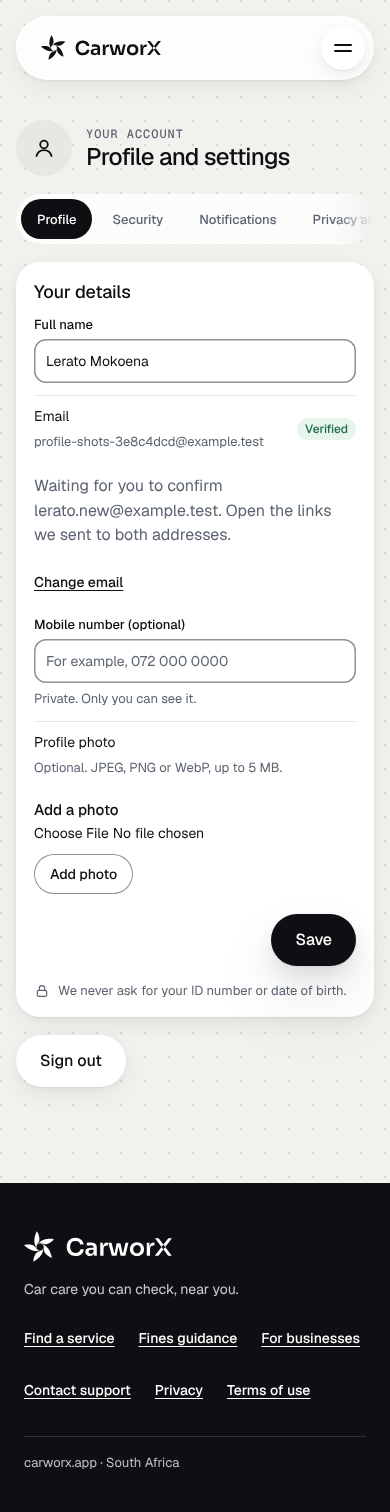 CarworX
YOUR ACCOUNT
Profile and settings
Profile
Security
Notifications
Privacy
Your details
Full name
Lerato Mokoena
Email
profile-shots-3e8c4dcd@example.test
Verified
Waiting for you to confirm
lerato.new@example.test. Open the links
we sent to both addresses.
Change email
Mobile number (optional)
For example, 072 000 0000
Private. Only you can see it.
Profile photo
Optional. JPEG, PNG or WebP, up to 5 MB.
Add a photo
Choose File No file chosen
Add photo
Save
We never ask for your ID number or date of birth.
Sign out
CarworX
Car care you can check, near you.
Find a service
Fines guidance
For businesses
Contact support
Privacy
Terms of use
carworx.app · South Africa